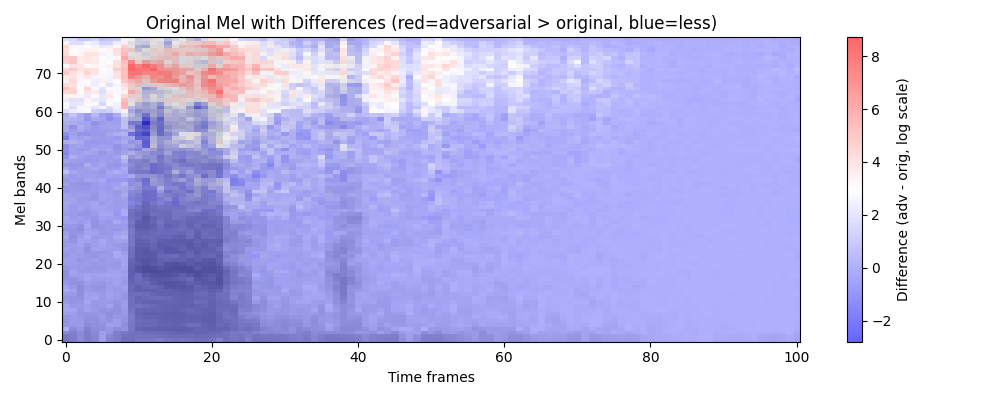 Original Mel with Differences (red=adversarial > original, blue=less)
Mel bands
70
60
50
40
30
20
10
0
0 20 40 60 80 100
Time frames
8
6
4
2
0
−2
Difference (adv - orig, log scale)